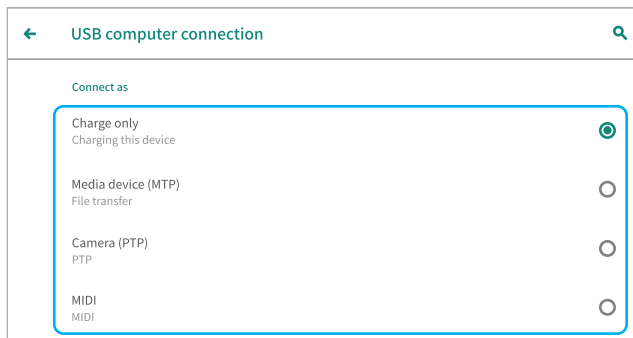 USB computer connection
Connect as
Charge only
Charging this device
Media device (MTP)
File transfer
Camera (PTP)
PTP
MIDI
MIDI